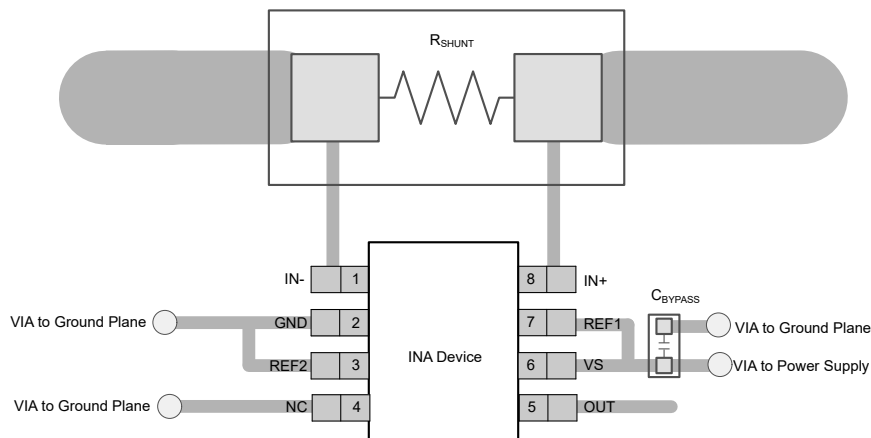 RSHUNT
IN- 1 8 IN+
CBYPASS
VIA to Ground Plane GND 2 7 REF1 VIA to Ground Plane
INA Device
REF2 3 6 VS VIA to Power Supply
VIA to Ground Plane NC 4 5 OUT